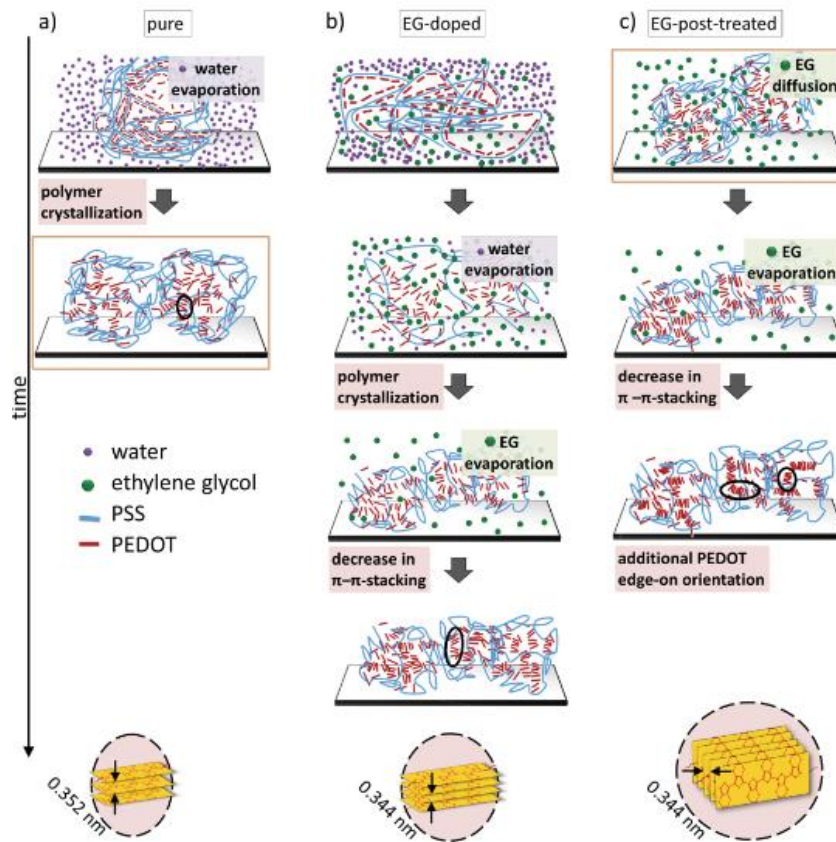 a)
pure
water
evaporation
polymer
crystallization
time
water
ethylene glycol
PSS
PEDOT
0.352 nm
b)
EG-doped
water
evaporation
polymer
crystallization
EG
evaporation
decrease in
π–π-stacking
0.344 nm
c)
EG-post-treated
EG
diffusion
EG
evaporation
decrease in
π –π-stacking
additional PEDOT
edge-on orientation
0.344 nm